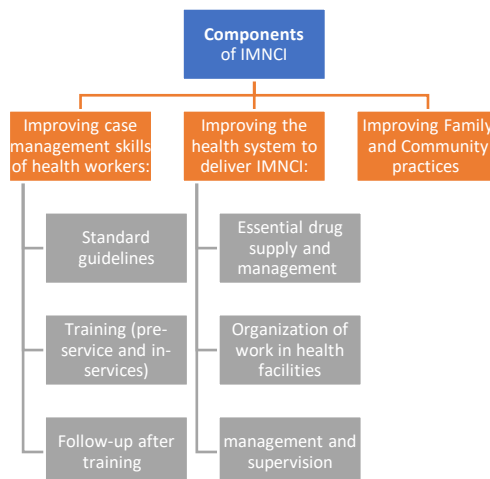 Components
of IMNCI
Improving case
management skills
of health workers:
Improving the
health system to
deliver IMNCI:
Improving Family
and Community
practices
Standard
guidelines
Training (pre-
service and in-
services)
Follow-up after
training
Essential drug
supply and
management
Organization of
work in health
facilities
management and
supervision